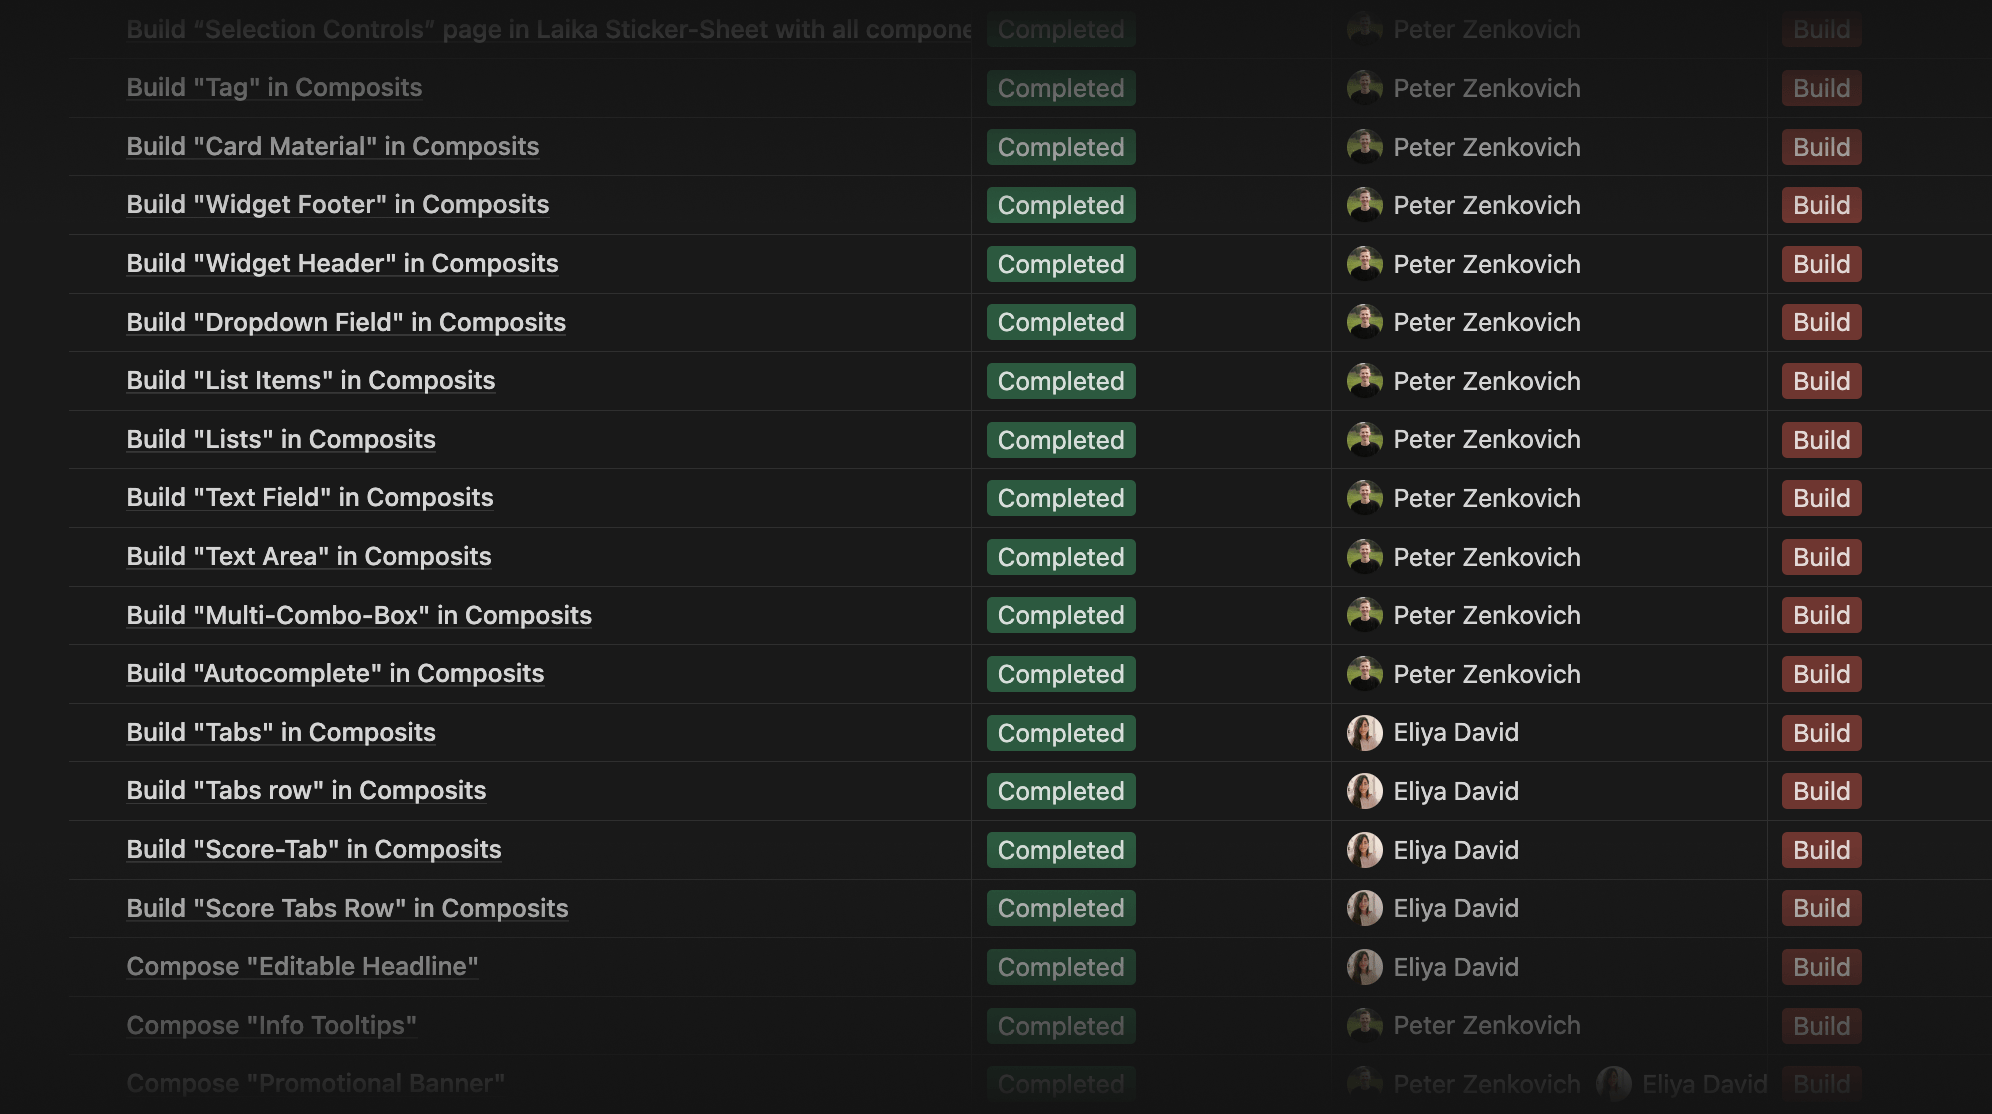 Build “Selection Controls” page in Laika Sticker-Sheet with all compone Completed Peter Zenkovich Build
Build "Tag" in Composits Completed Peter Zenkovich Build
Build "Card Material" in Composits Completed Peter Zenkovich Build
Build "Widget Footer" in Composits Completed Peter Zenkovich Build
Build "Widget Header" in Composits Completed Peter Zenkovich Build
Build "Dropdown Field" in Composits Completed Peter Zenkovich Build
Build "List Items" in Composits Completed Peter Zenkovich Build
Build "Lists" in Composits Completed Peter Zenkovich Build
Build "Text Field" in Composits Completed Peter Zenkovich Build
Build "Text Area" in Composits Completed Peter Zenkovich Build
Build "Multi-Combo-Box" in Composits Completed Peter Zenkovich Build
Build "Autocomplete" in Composits Completed Peter Zenkovich Build
Build "Tabs" in Composits Completed Eliya David Build
Build "Tabs row" in Composits Completed Eliya David Build
Build "Score-Tab" in Composits Completed Eliya David Build
Build "Score Tabs Row" in Composits Completed Eliya David Build
Compose "Editable Headline" Completed Eliya David Build
Compose "Info Tooltips" Completed Peter Zenkovich Build
Compose "Promotional Banner" Completed Peter Zenkovich Eliya David Build